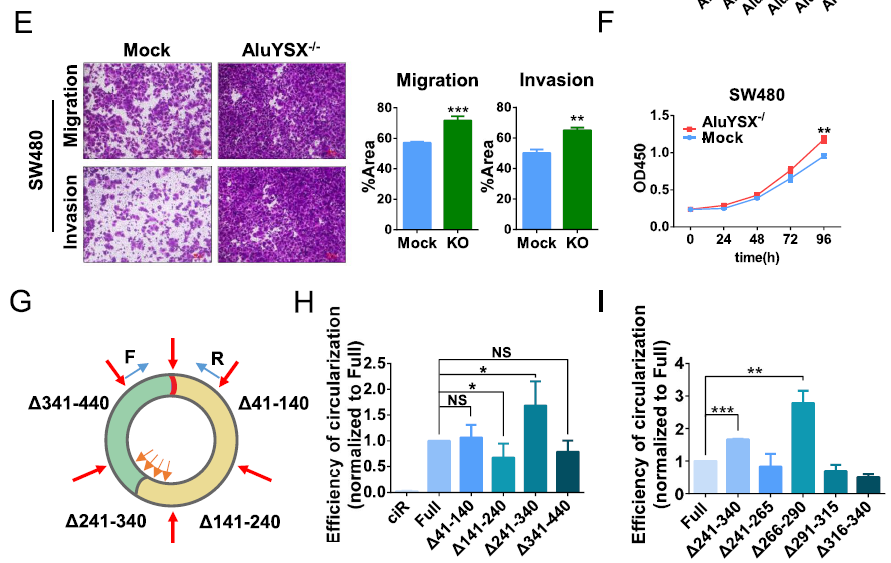 E
Mock
AluYSX-/-
SW480
Migration
Invasion
Migration
***
%Area
80
60
40
20
0
Mock
KO
Invasion
**
%Area
80
60
40
20
0
Mock
KO
F
SW480
OD450
1.5
1.0
0.5
0.0
AluYSX-/-
Mock
**
0
24
48
72
96
time(h)
G
F
R
Δ341-440
Δ41-140
Δ241-340
Δ141-240
H
Efficiency of circularization
(normalized to Full)
2.5
2.0
1.5
1.0
0.5
0.0
NS
*
*
NS
ciR
Full
Δ41-140
Δ141-240
Δ241-340
Δ341-440
I
Efficiency of circularization
(normalized to Full)
4
3
2
1
0
**
***
Full
Δ241-340
Δ241-265
Δ266-290
Δ291-315
Δ316-340